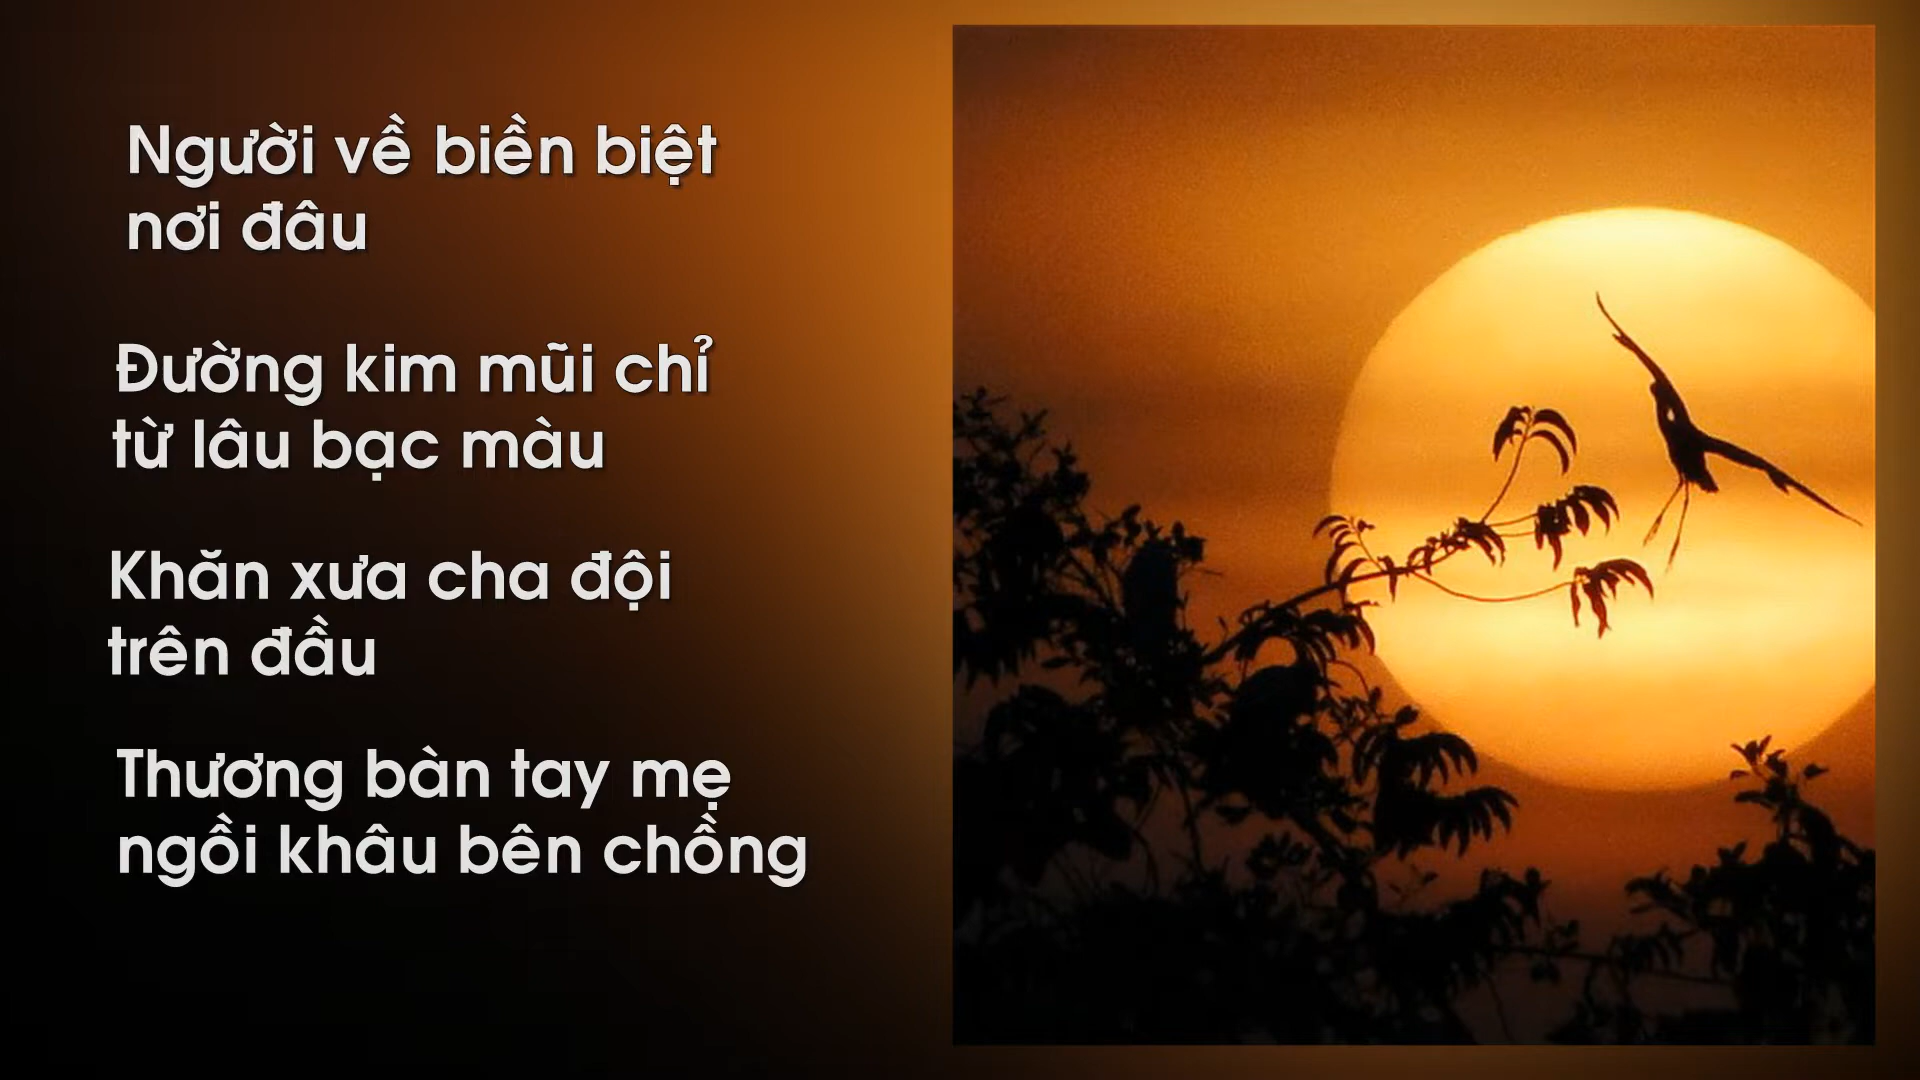 Người về biền biệt
nơi đâu
Đường kim mũi chỉ
từ lâu bạc màu
Khăn xưa cha đội
trên đầu
Thương bàn tay mẹ
ngồi khâu bên chồng